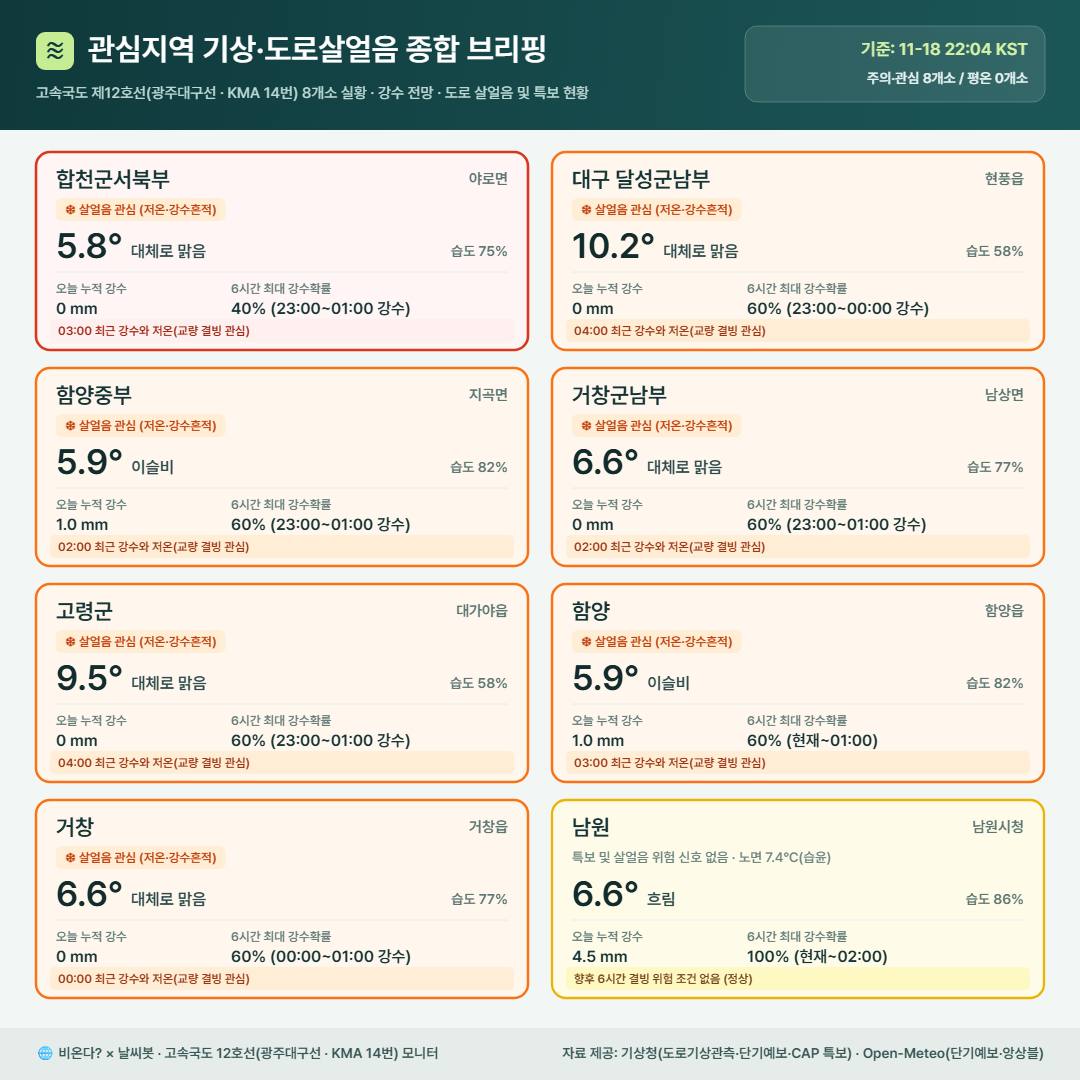 관심지역 기상·도로살얼음 종합 브리핑
고속국도 제12호선(광주대구선 · KMA 14번) 8개소 실황 · 강수 전망 · 도로 살얼음 및 특보 현황
기준: 11-18 22:04 KST
주의·관심 8개소 / 평온 0개소
합천군서북부
야로면
❄ 살얼음 관심 (저온·강수흔적)
5.8° 대체로 맑음
습도 75%
오늘 누적 강수
6시간 최대 강수확률
0 mm
40% (23:00~01:00 강수)
03:00 최근 강수와 저온(교량 결빙 관심)
대구 달성군남부
현풍읍
❄ 살얼음 관심 (저온·강수흔적)
10.2° 대체로 맑음
습도 58%
오늘 누적 강수
6시간 최대 강수확률
0 mm
60% (23:00~00:00 강수)
04:00 최근 강수와 저온(교량 결빙 관심)
함양중부
지곡면
❄ 살얼음 관심 (저온·강수흔적)
5.9° 이슬비
습도 82%
오늘 누적 강수
6시간 최대 강수확률
1.0 mm
60% (23:00~01:00 강수)
02:00 최근 강수와 저온(교량 결빙 관심)
거창군남부
남상면
❄ 살얼음 관심 (저온·강수흔적)
6.6° 대체로 맑음
습도 77%
오늘 누적 강수
6시간 최대 강수확률
0 mm
60% (23:00~01:00 강수)
02:00 최근 강수와 저온(교량 결빙 관심)
고령군
대가야읍
❄ 살얼음 관심 (저온·강수흔적)
9.5° 대체로 맑음
습도 58%
오늘 누적 강수
6시간 최대 강수확률
0 mm
60% (23:00~01:00 강수)
04:00 최근 강수와 저온(교량 결빙 관심)
함양
함양읍
❄ 살얼음 관심 (저온·강수흔적)
5.9° 이슬비
습도 82%
오늘 누적 강수
6시간 최대 강수확률
1.0 mm
60% (현재~01:00)
03:00 최근 강수와 저온(교량 결빙 관심)
거창
거창읍
❄ 살얼음 관심 (저온·강수흔적)
6.6° 대체로 맑음
습도 77%
오늘 누적 강수
6시간 최대 강수확률
0 mm
60% (00:00~01:00 강수)
00:00 최근 강수와 저온(교량 결빙 관심)
남원
남원시청
특보 및 살얼음 위험 신호 없음 · 노면 7.4°C(습윤)
6.6° 흐림
습도 86%
오늘 누적 강수
6시간 최대 강수확률
4.5 mm
100% (현재~02:00)
향후 6시간 결빙 위험 조건 없음 (정상)
🌐 비온다? × 날씨봇 · 고속국도 12호선(광주대구선 · KMA 14번) 모니터
자료 제공: 기상청(도로기상관측·단기예보·CAP 특보) · Open-Meteo(단기예보·앙상블)